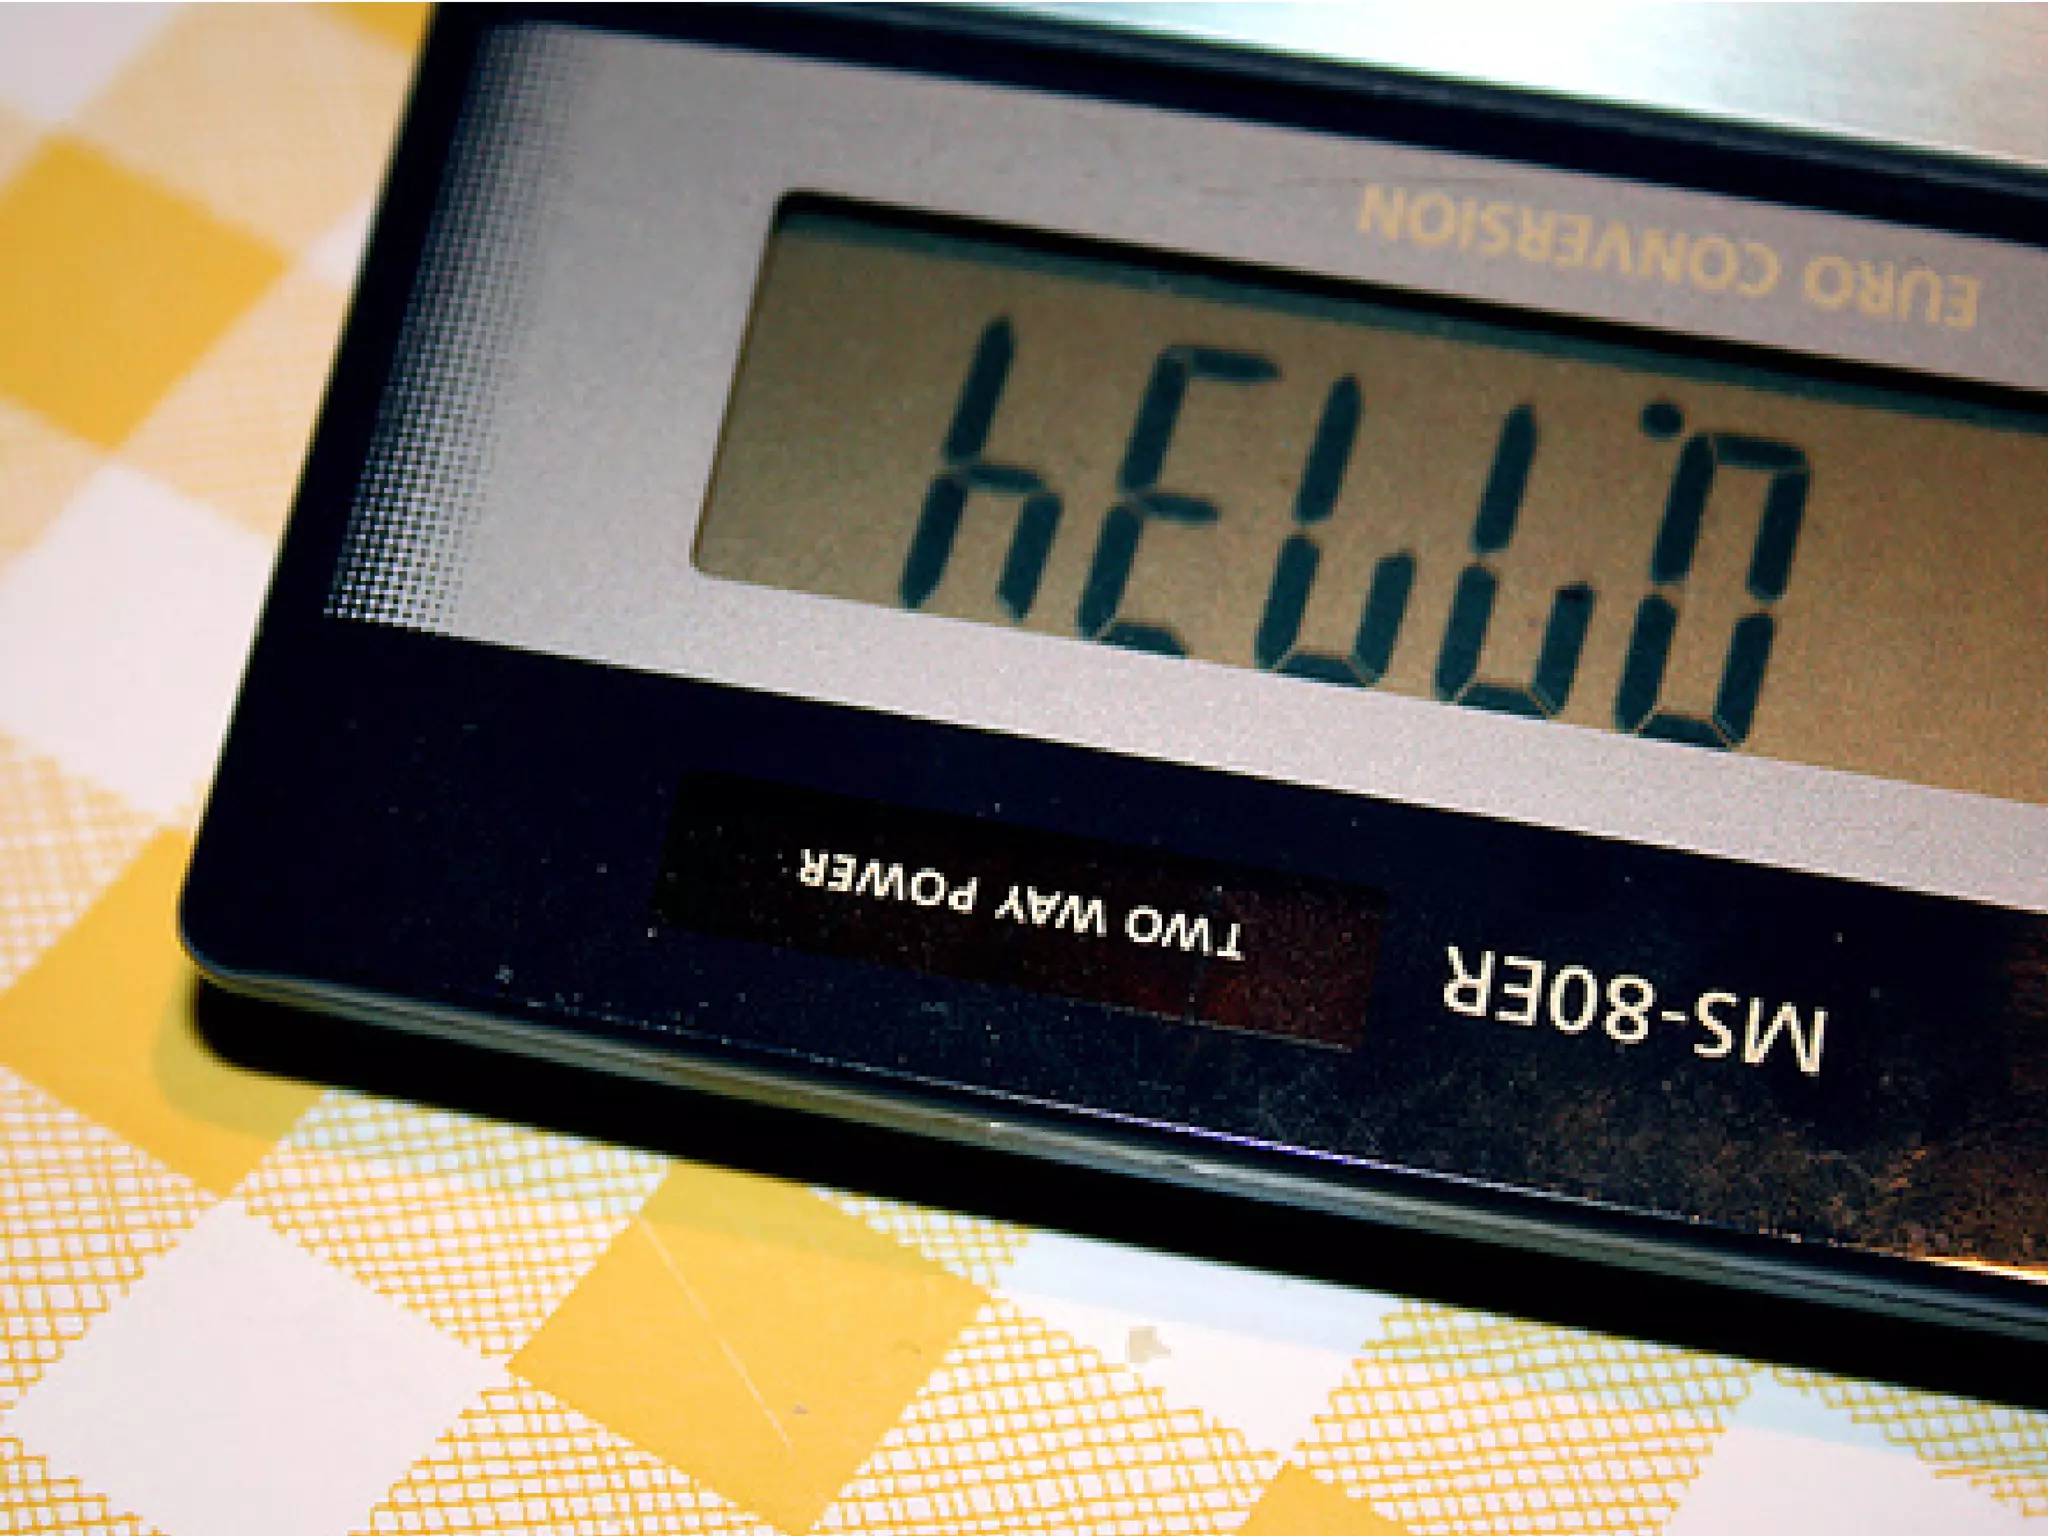 EURO CONVERSION
hELLO
TWO WAY POWER
MS-80ER